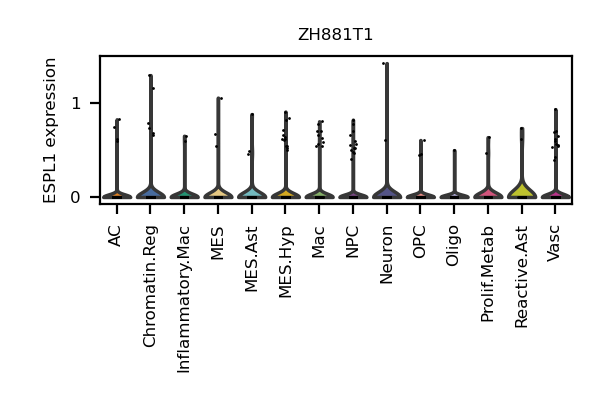 ZH881T1
ESPL1 expression
1
0
AC
Chromatin.Reg
Inflammatory.Mac
MES
MES.Ast
MES.Hyp
Mac
NPC
Neuron
OPC
Oligo
Prolif.Metab
Reactive.Ast
Vasc